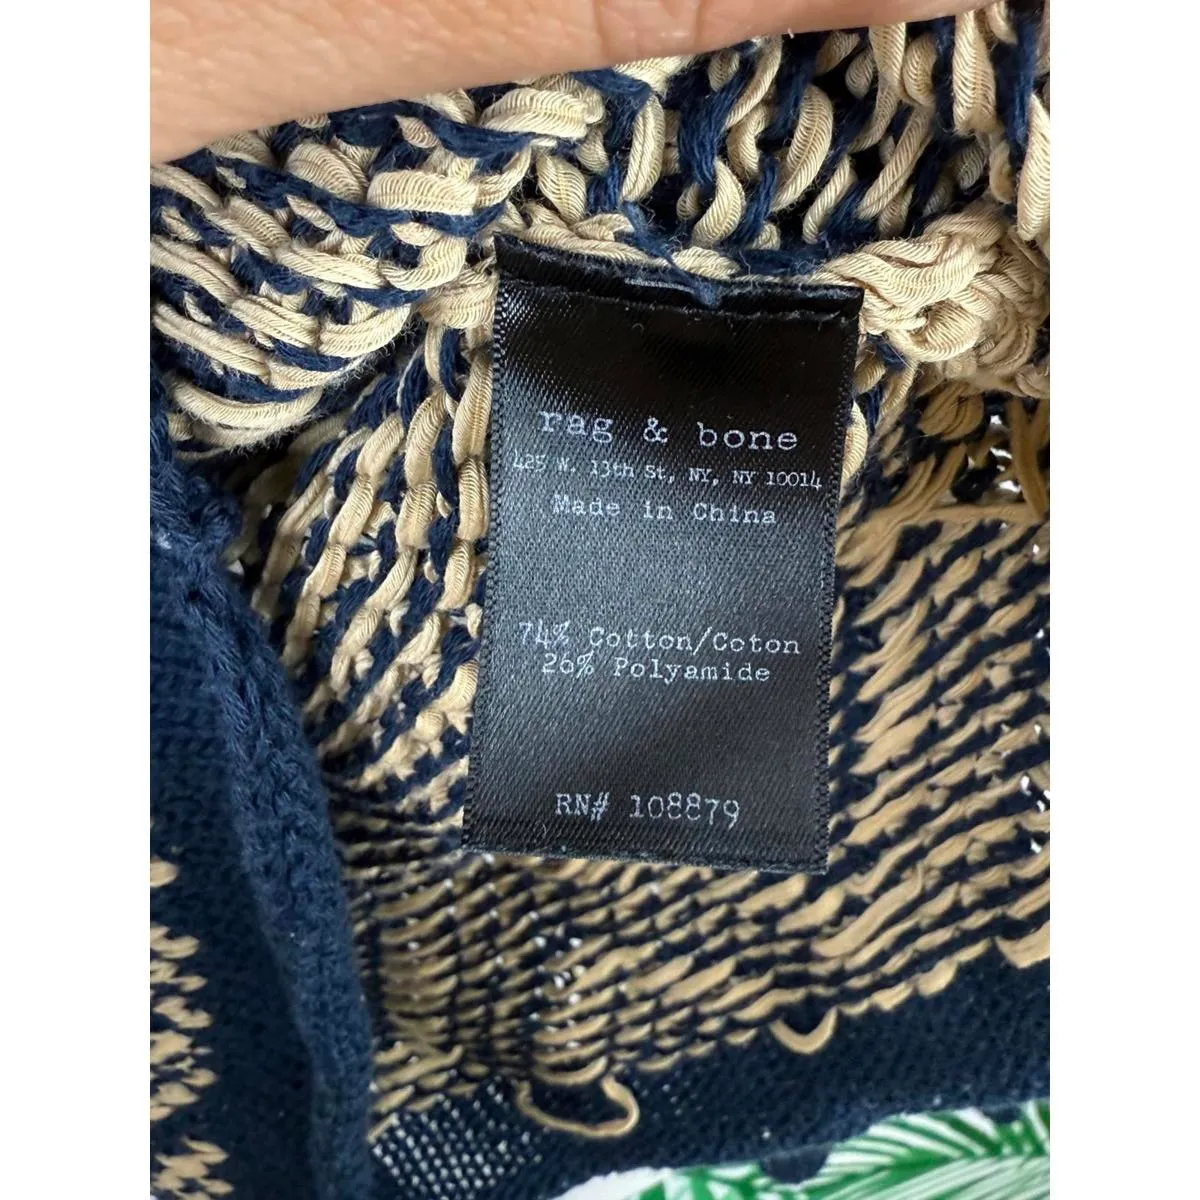 rag & bone
425 W. 13th St, NY, NY 10014
Made in China
74% Cotton/Coton
26% Polyamide
RN# 108879